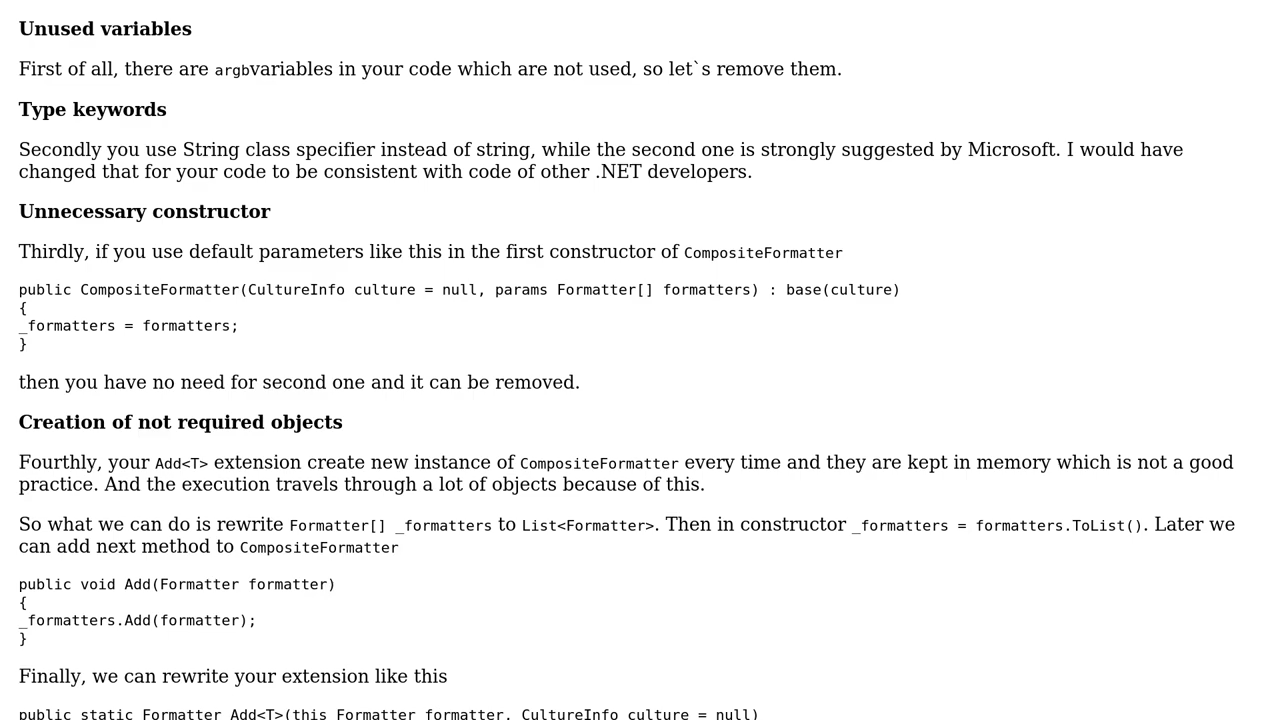 Unused variables
First of all, there are argbvariables in your code which are not used, so let`s remove them.
Type keywords
Secondly you use String class specifier instead of string, while the second one is strongly suggested by Microsoft. I would have
changed that for your code to be consistent with code of other .NET developers.
Unnecessary constructor
Thirdly, if you use default parameters like this in the first constructor of CompositeFormatter
public CompositeFormatter(CultureInfo culture = null, params Formatter[] formatters) : base(culture)
{
_formatters = formatters;
}
then you have no need for second one and it can be removed.
Creation of not required objects
Fourthly, your Add<T> extension create new instance of CompositeFormatter every time and they are kept in memory which is not a good
practice. And the execution travels through a lot of objects because of this.
So what we can do is rewrite Formatter[] _formatters to List<Formatter>. Then in constructor _formatters = formatters.ToList(). Later we
can add next method to CompositeFormatter
public void Add(Formatter formatter)
{
_formatters.Add(formatter);
}
Finally, we can rewrite your extension like this
public static Formatter Add<T>(this Formatter formatter, CultureInfo culture = null)